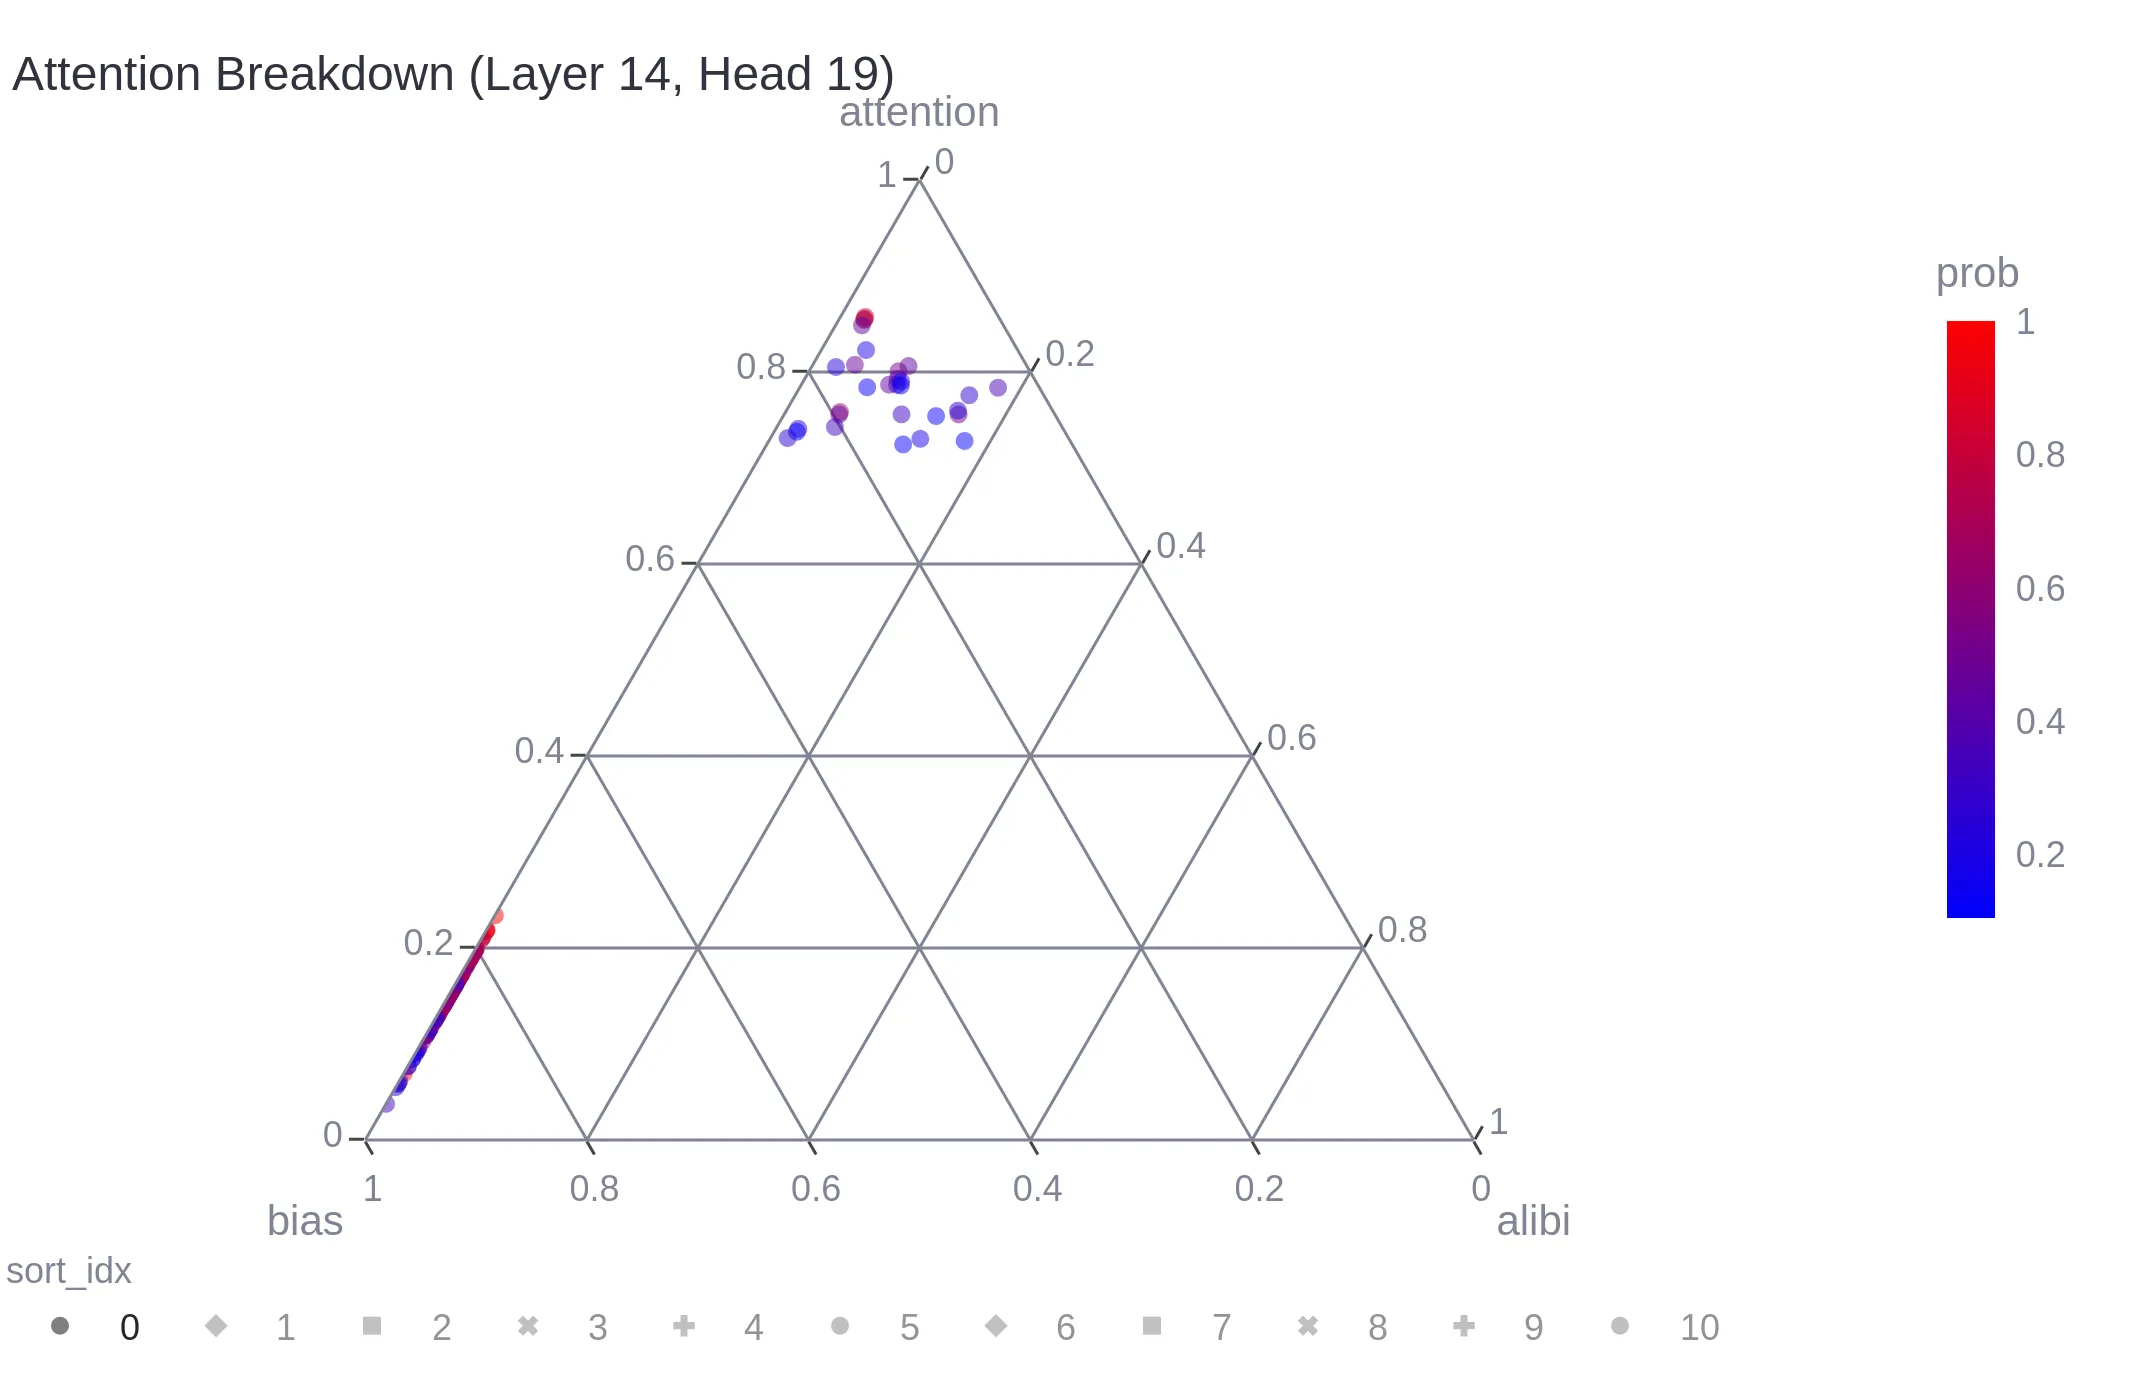 Attention Breakdown (Layer 14, Head 19)
attention
1 0
prob
1
0.8 0.2
0.8
0.6 0.4
0.6
0.4 0.6
0.4
0.2
0.2 0.8
0 1
1 0.8 0.6 0.4 0.2 0
bias alibi
sort_idx
0 1 2 3 4 5 6 7 8 9 10